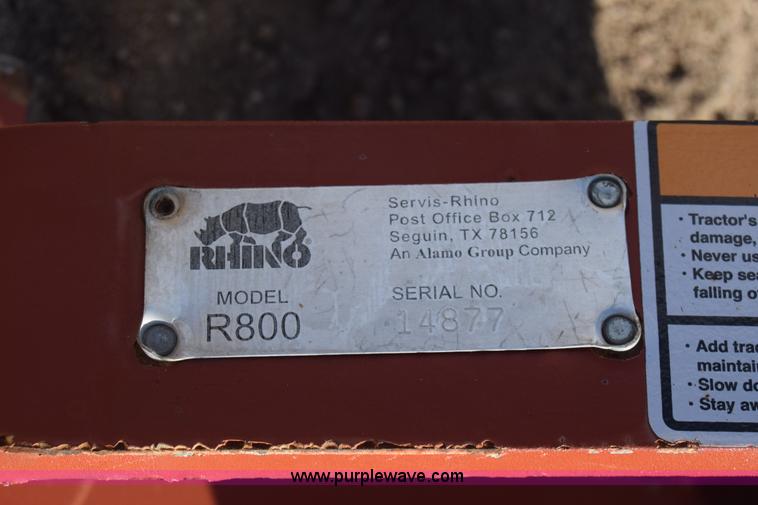 Servis-Rhino
Post Office Box 712
Seguin, TX 78156
An Alamo Group Company
RHINO®
MODEL
R800
SERIAL NO.
14877
• Tractor's
damage,
• Never us
• Keep sea
falling o
• Add tra
maintai
• Slow do
• Stay aw
www.purplewave.com